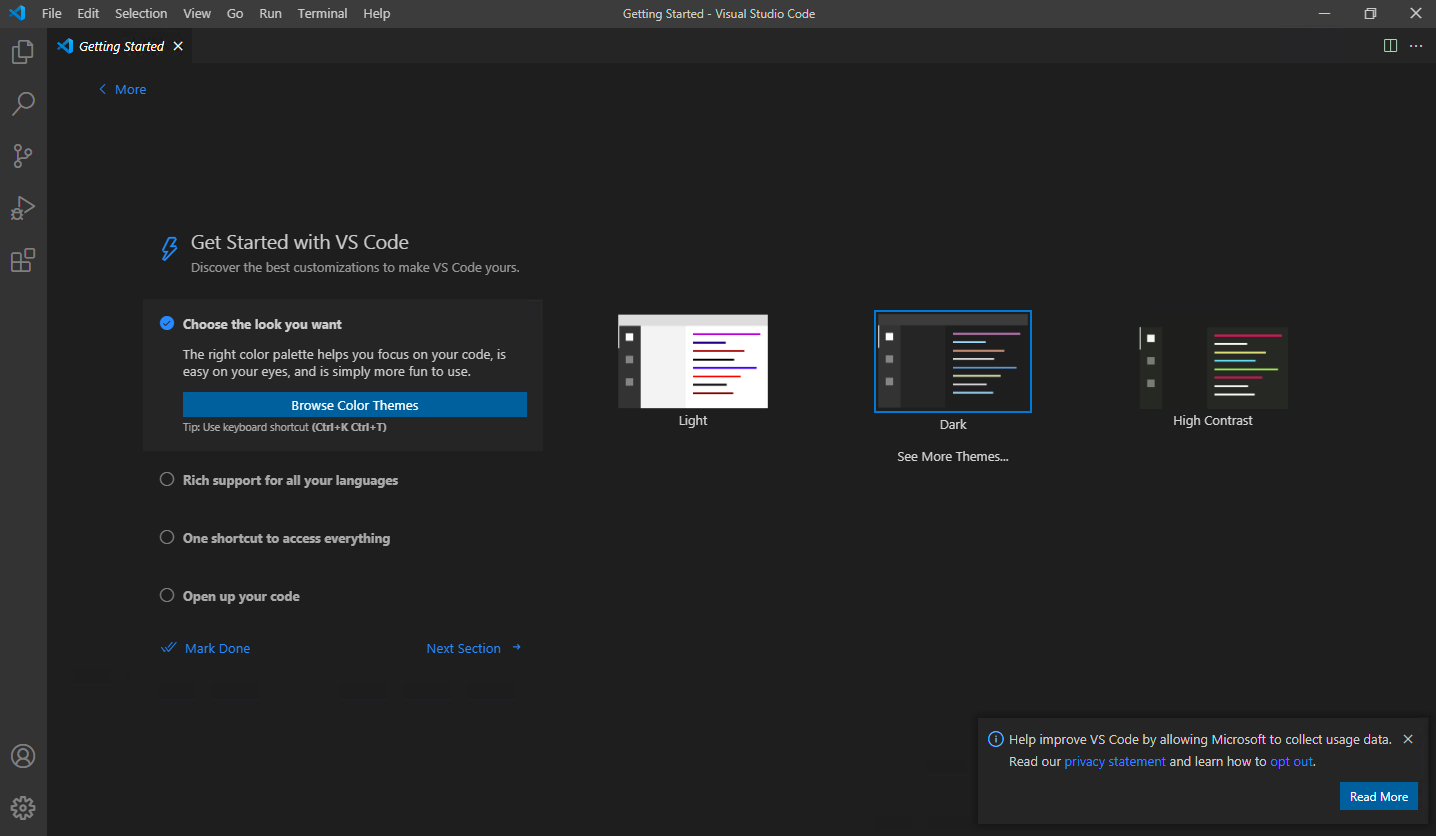 File Edit Selection View Go Run Terminal Help
Getting Started - Visual Studio Code
Getting Started
More
Get Started with VS Code
Discover the best customizations to make VS Code yours.
Choose the look you want
The right color palette helps you focus on your code, is
easy on your eyes, and is simply more fun to use.
Browse Color Themes
Tip: Use keyboard shortcut (Ctrl+K Ctrl+T)
Rich support for all your languages
One shortcut to access everything
Open up your code
Mark Done
Next Section
Light
Dark
High Contrast
See More Themes...
Help improve VS Code by allowing Microsoft to collect usage data.
Read our privacy statement and learn how to opt out.
Read More